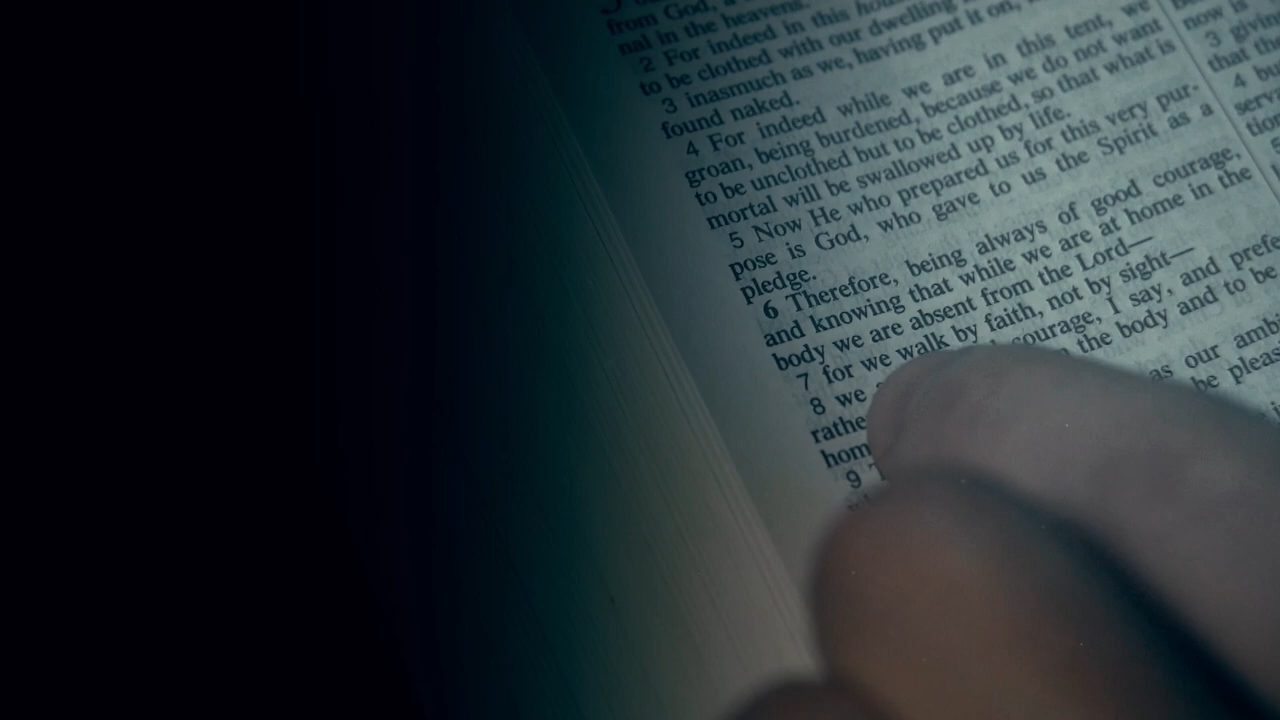 from God, a
nal in the heavens.
2 For indeed in this house
to be clothed with our dwelling
3 inasmuch as we, having put it on,
found naked.
4 For indeed while we are in this tent, we
groan, being burdened, because we do not want
to be unclothed but to be clothed, so that what is
mortal will be swallowed up by life.
5 Now He who prepared us for this very pur-
pose is God, who gave to us the Spirit as a
pledge.
6 Therefore, being always of good courage,
and knowing that while we are at home in the
body we are absent from the Lord—
7 for we walk by faith, not by sight—
8 we courage, I say, and prefe
rathe the body and to be
hom
9 as our ambi
be pleas
now is
3 givin
that the
4 bu
serva
tion
5